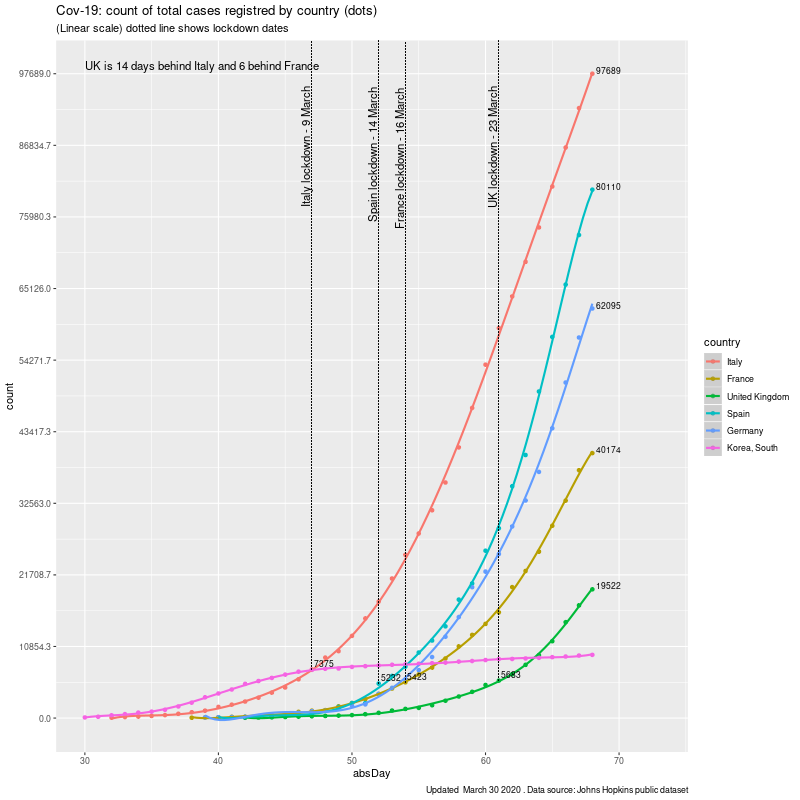 Cov-19: count of total cases registred by country (dots)
(Linear scale) dotted line shows lockdown dates
UK is 14 days behind Italy and 6 behind France
Italy lockdown - 9 March
Spain lockdown - 14 March
France lockdown - 16 March
UK lockdown - 23 March
97689
80110
62095
40174
19522
7375
5232
5423
5683
count
97689.0
86834.7
75980.3
65126.0
54271.7
43417.3
32563.0
21708.7
10854.3
0.0
30
40
50
60
70
absDay
country
Italy
France
United Kingdom
Spain
Germany
Korea, South
Updated March 30 2020 . Data source: Johns Hopkins public dataset